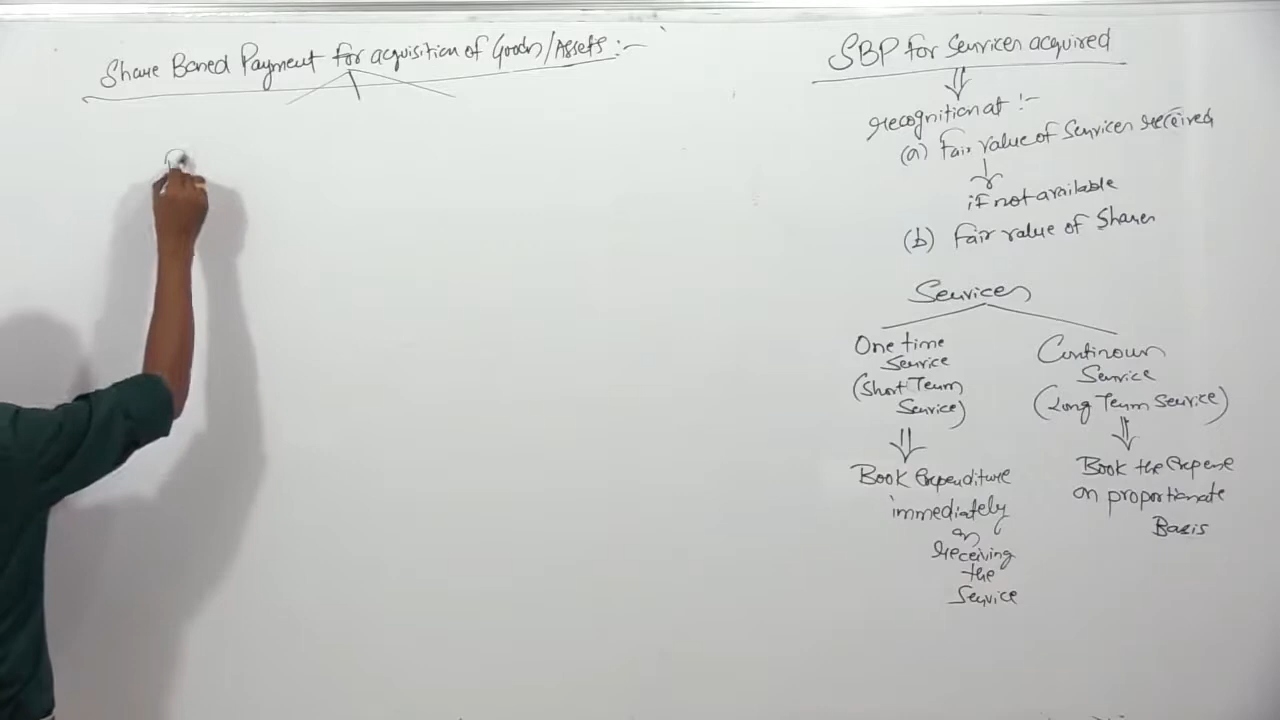 Share Based Payment for acquisition of Goods/Assets :-
SBP for Services acquired
recognition at :-
(a) Fair value of Services received
if not available
(b) Fair value of Shares
Services
One time
Service
(Short Term
Service)
Book Expenditure
immediately
on
receiving
the
Service
Continous
Service
(Long Term Service)
Book the Expense
on proportionate
Basis